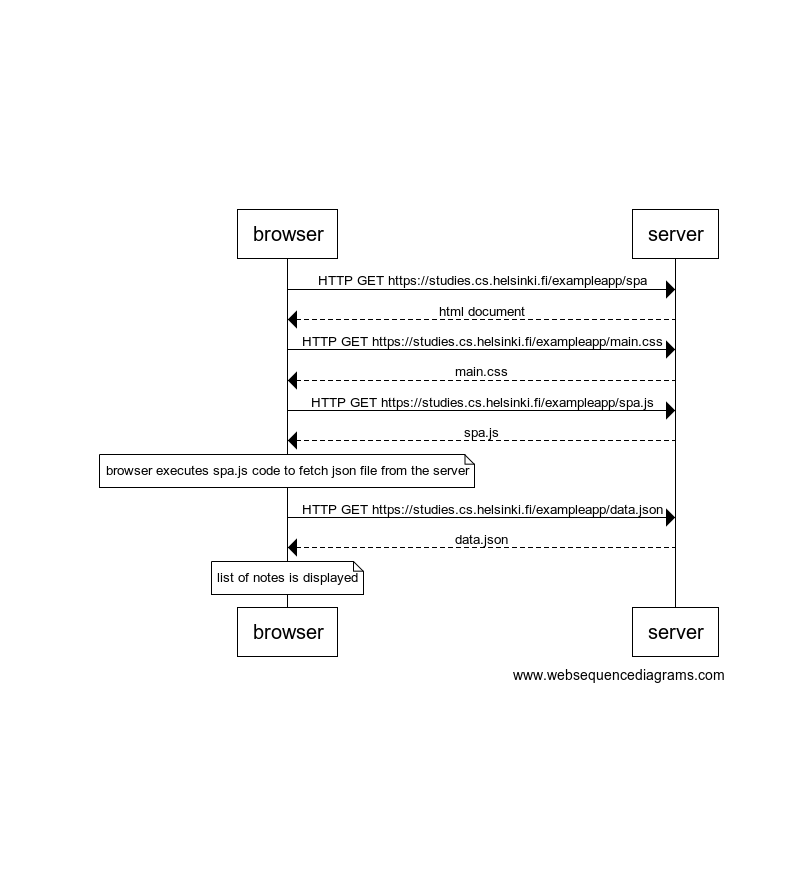 browser server
HTTP GET https://studies.cs.helsinki.fi/exampleapp/spa
html document
HTTP GET https://studies.cs.helsinki.fi/exampleapp/main.css
main.css
HTTP GET https://studies.cs.helsinki.fi/exampleapp/spa.js
spa.js
browser executes spa.js code to fetch json file from the server
HTTP GET https://studies.cs.helsinki.fi/exampleapp/data.json
data.json
list of notes is displayed
browser server
www.websequencediagrams.com